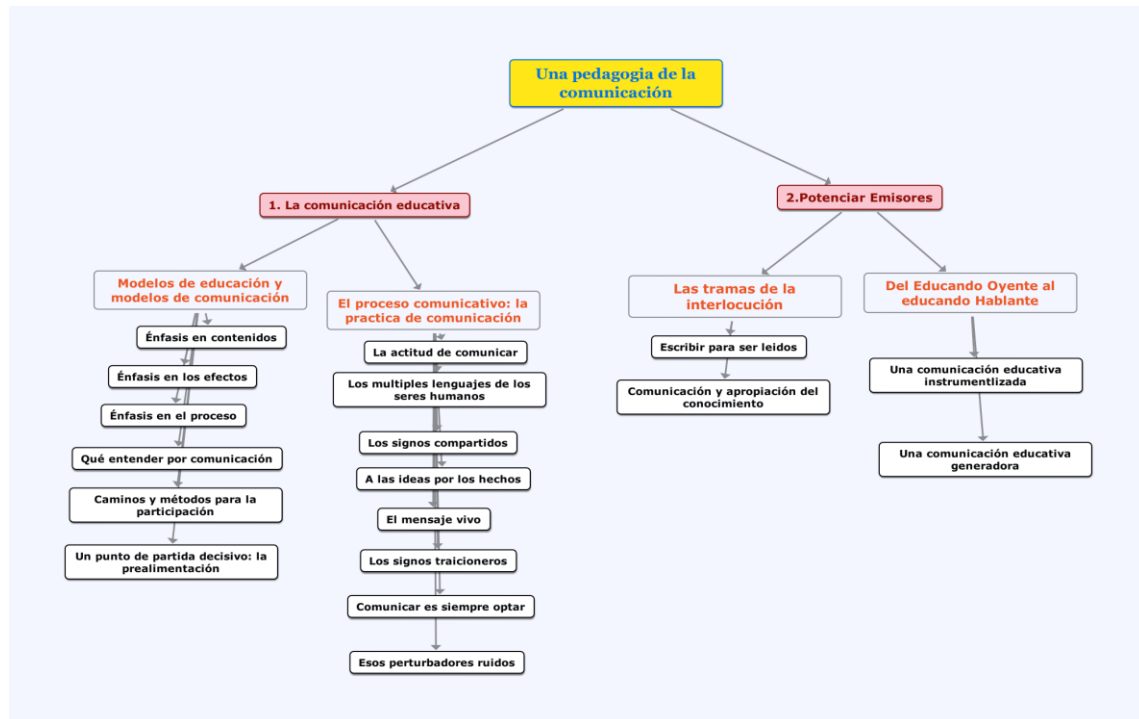 Una pedagogia de la
comunicación
1. La comunicación educativa
2.Potenciar Emisores
Modelos de educación y
modelos de comunicación
Énfasis en contenidos
Énfasis en los efectos
Énfasis en el proceso
Qué entender por comunicación
Caminos y métodos para la
participación
Un punto de partida decisivo: la
prealimentación
El proceso comunicativo: la
practica de comunicación
La actitud de comunicar
Los multiples lenguajes de los
seres humanos
Los signos compartidos
A las ideas por los hechos
El mensaje vivo
Los signos traicioneros
Comunicar es siempre optar
Esos perturbadores ruidos
Las tramas de la
interlocución
Escribir para ser leidos
Comunicación y apropiación del
conocimiento
Del Educando Oyente al
educando Hablante
Una comunicación educativa
instrumentlizada
Una comunicación educativa
generadora